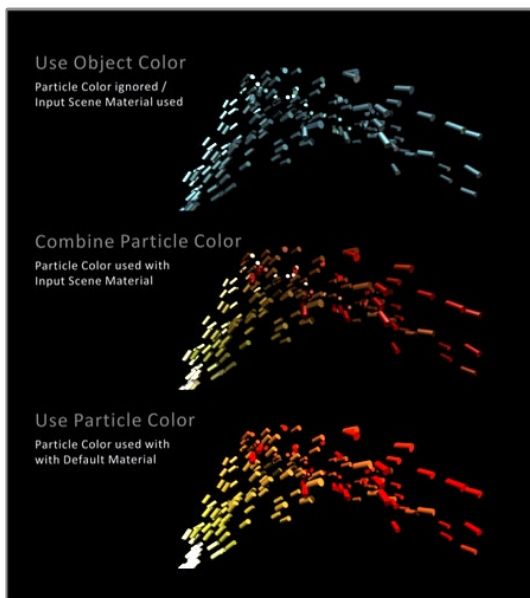 Use Object Color
Particle Color ignored /
Input Scene Material used
Combine Particle Color
Particle Color used with
Input Scene Material
Use Particle Color
Particle Color used with
with Default Material